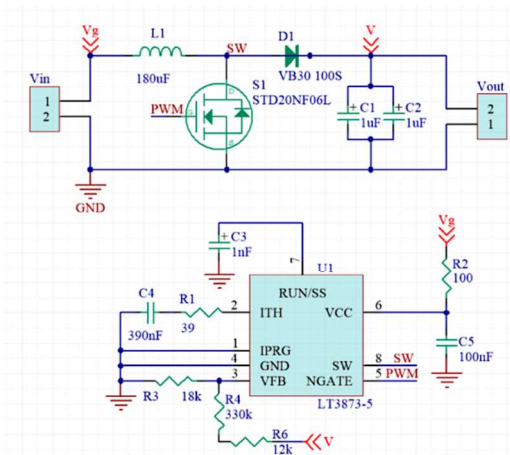 Vg
L1
SW
D1
V
180uF
VB30 100S
Vin
1
2
S1
STD20NF06L
PWM
C1
1uF
C2
1uF
Vout
2
1
GND
C3
1nF
7
U1
Vg
R2
100
RUN/SS
C4
390nF
R1
39
2
ITH
VCC
6
C5
100nF
1
IPRG
4
GND
SW
8
SW
3
VFB
NGATE
5
PWM
R3
18k
R4
330k
LT3873-5
R6
12k
V